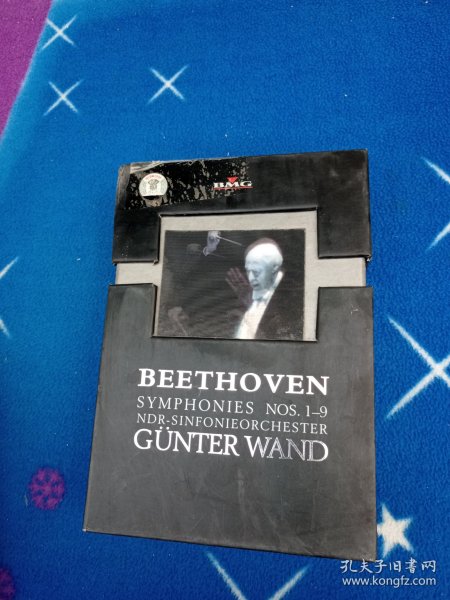 BMG
BEETHOVEN
SYMPHONIES NOS. 1–9
NDR-SINFONIEORCHESTER
GÜNTER WAND
孔夫子旧书网
www.kongfz.com